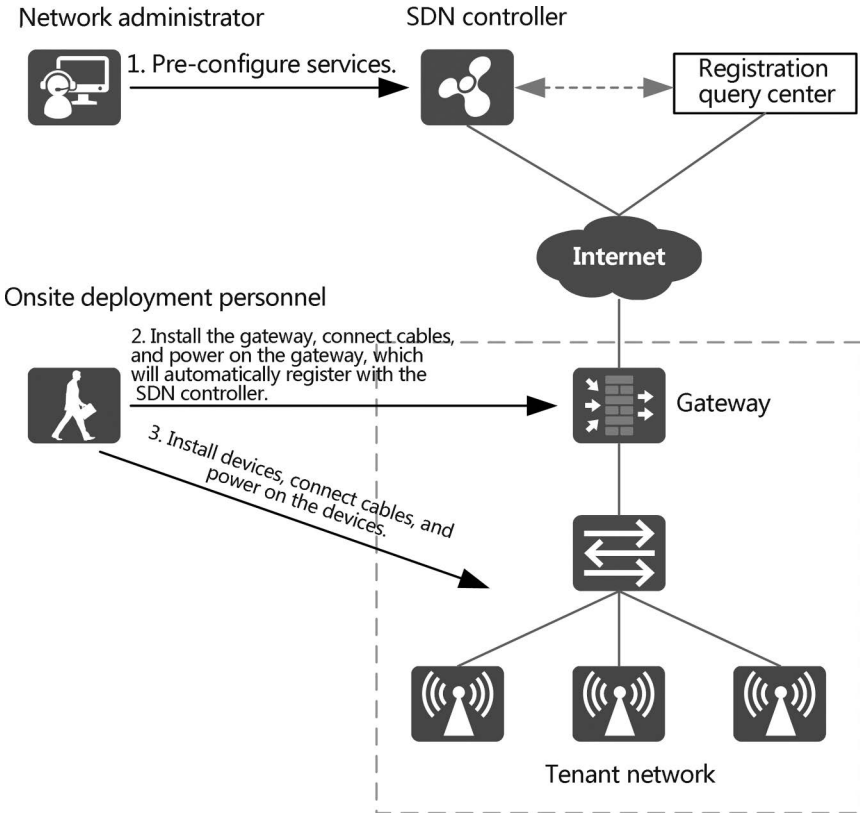 Network administrator
SDN controller
1. Pre-configure services.
Registration
query center
Internet
Onsite deployment personnel
2. Install the gateway, connect cables,
and power on the gateway, which
will automatically register with the
SDN controller.
Gateway
3. Install devices, connect cables, and
power on the devices.
Tenant network